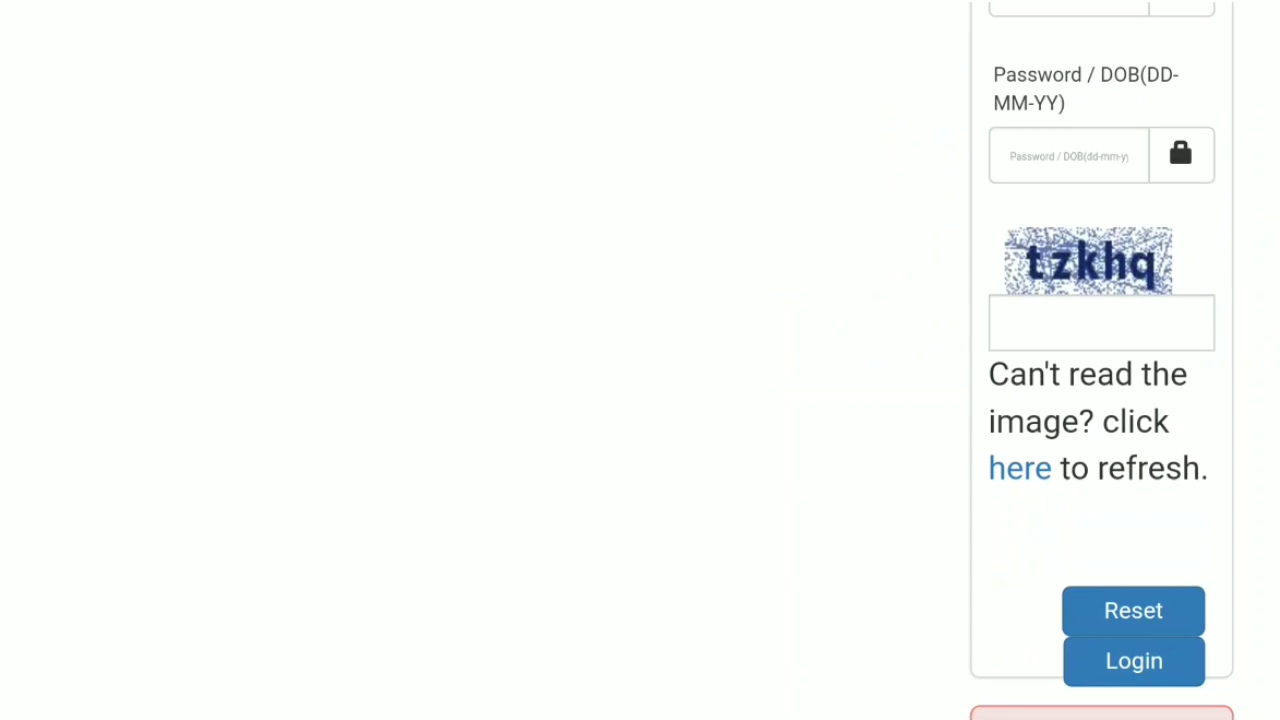 Password / DOB(DD-
MM-YY)
Password / DOB(dd-mm-y
tzkhq
Can't read the
image? click
here to refresh.
Reset
Login